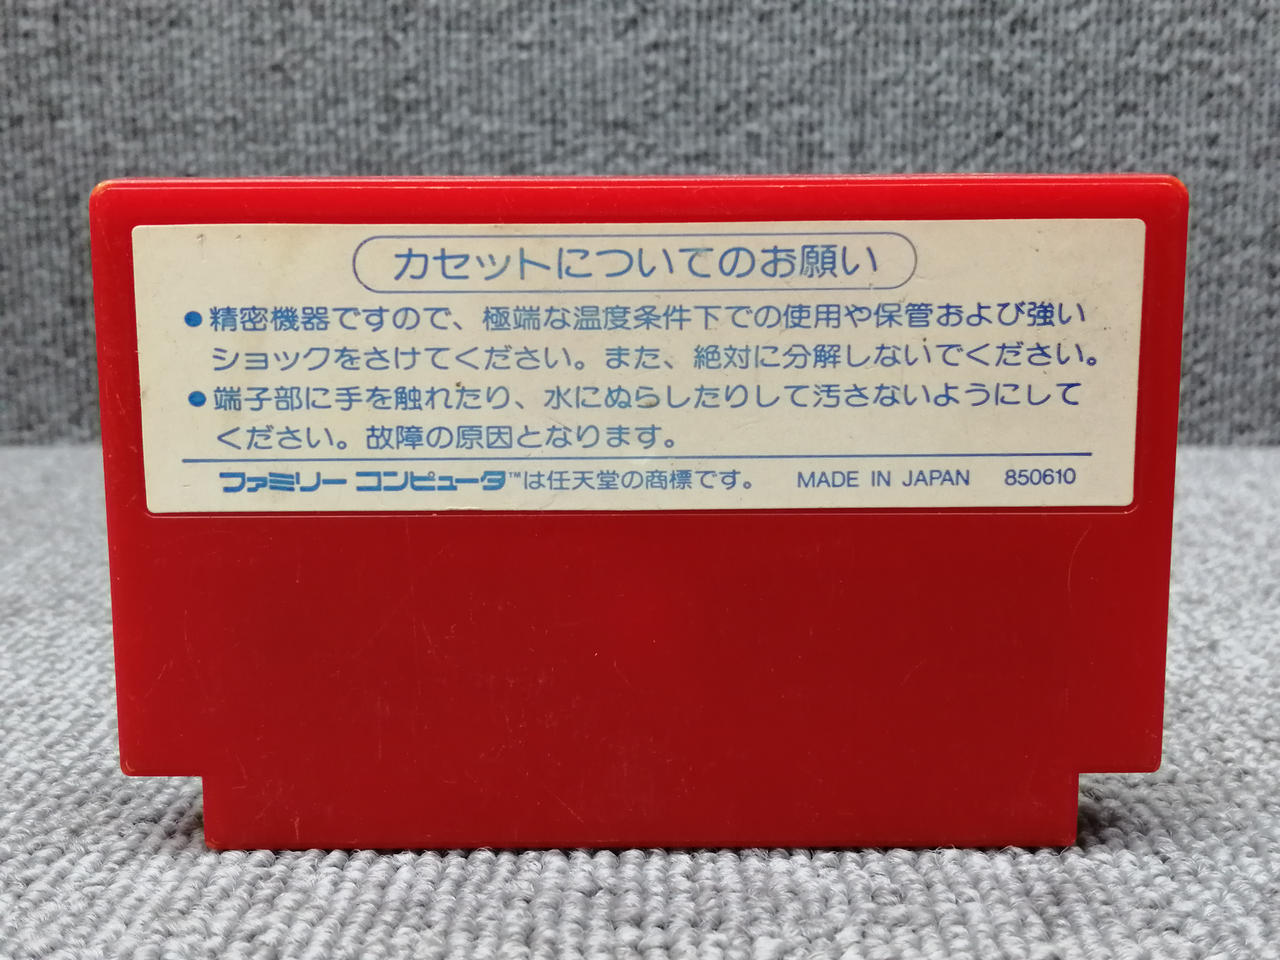 カセットについてのお願い
●精密機器ですので、極端な温度条件下での使用や保管および強い
ショックをさけてください。また、絶対に分解しないでください。
●端子部に手を触れたり、水にぬらしたりして汚さないようにして
ください。故障の原因となります。
ファミリー コンピュータ™は任天堂の商標です。 MADE IN JAPAN 850610